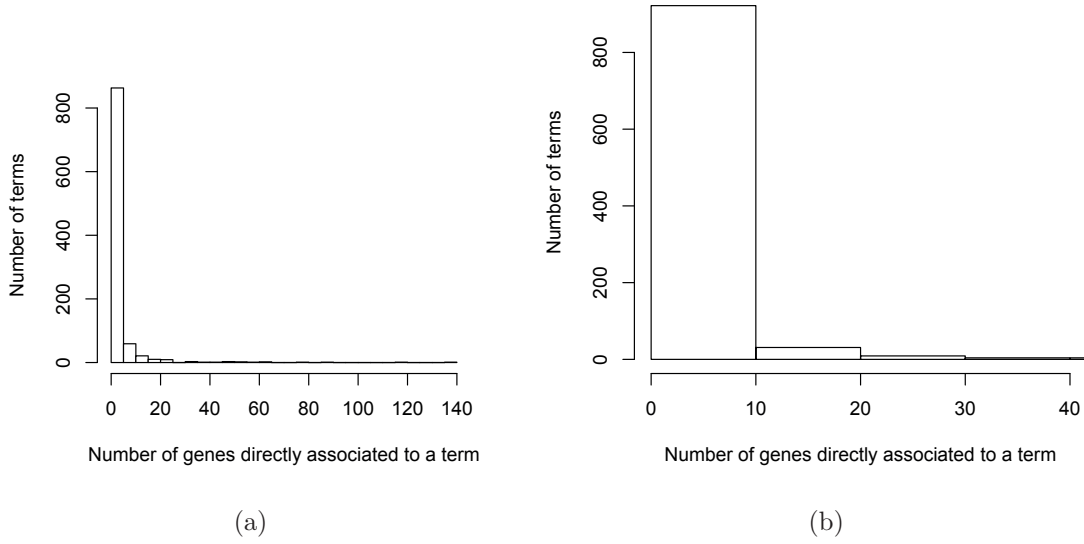 Number of terms
800
600
400
200
0
0 20 40 60 80 100 120 140
Number of genes directly associated to a term
(a)
Number of terms
800
600
400
200
0
0 10 20 30 40
Number of genes directly associated to a term
(b)